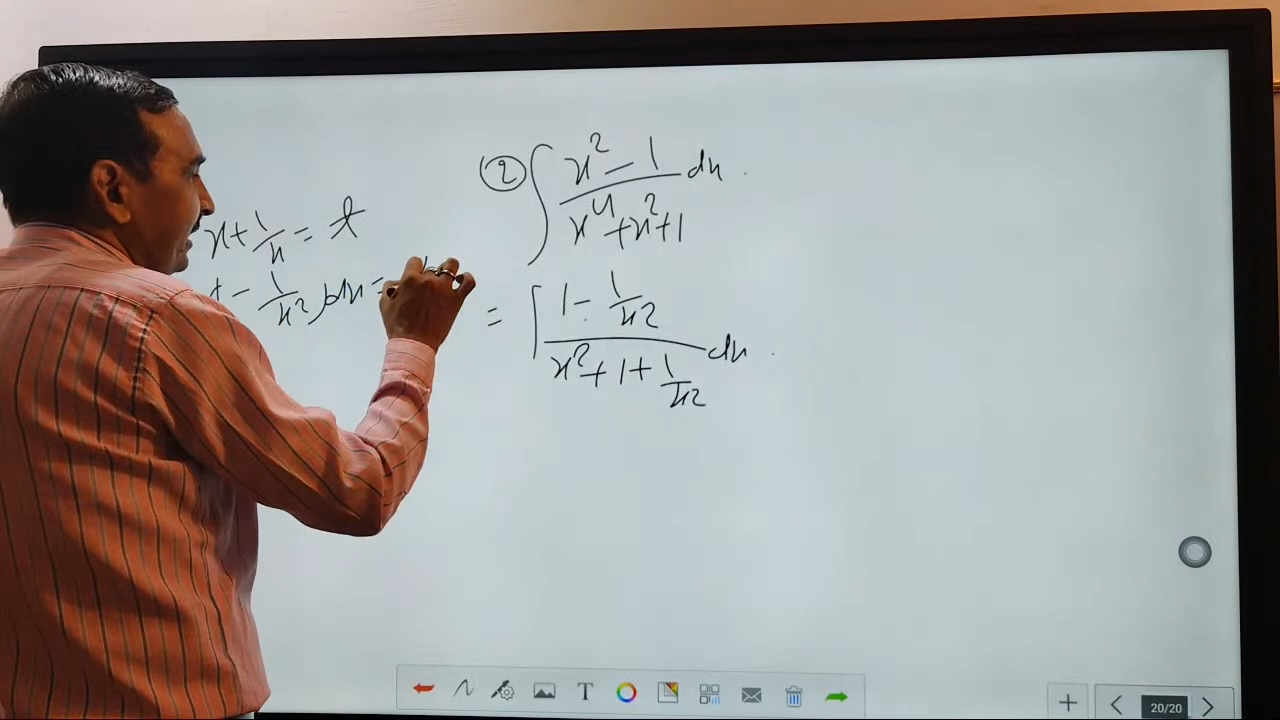 ② ∫ (x² - 1)/(x⁴ + x² + 1) dx .
= ∫ (1 - 1/x²)/(x² + 1 + 1/x²) dx .
x + 1/x = t
- 1/x²) dx =
T
20/20